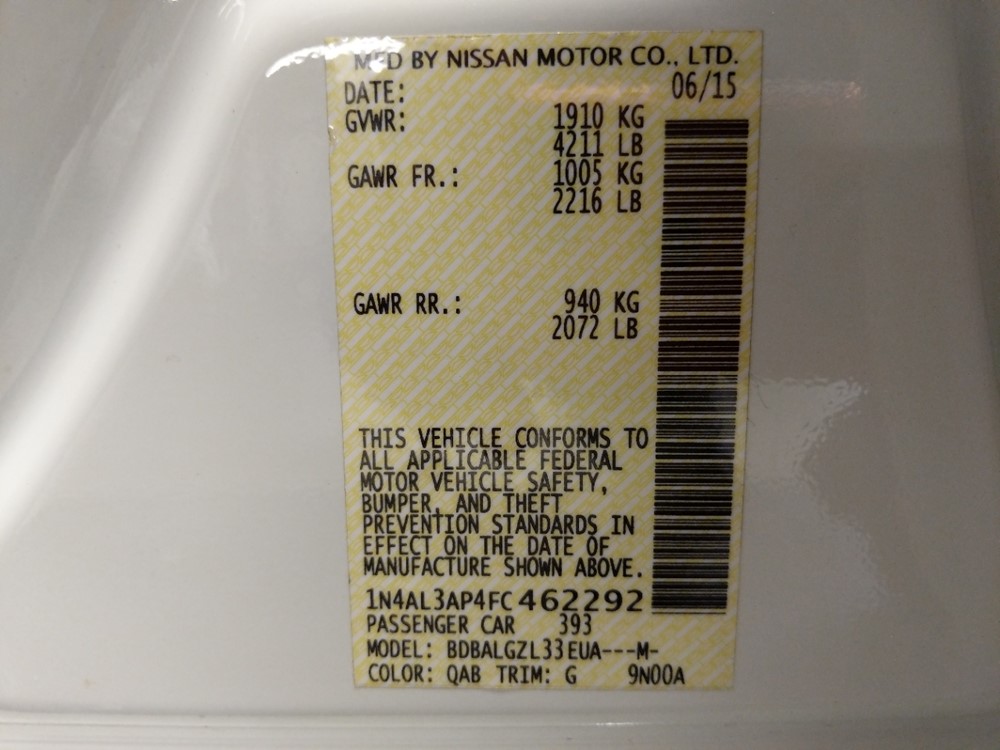 MFD BY NISSAN MOTOR CO., LTD.
DATE: 06/15
GVWR: 1910 KG
4211 LB
GAWR FR.: 1005 KG
2216 LB
GAWR RR.: 940 KG
2072 LB
THIS VEHICLE CONFORMS TO
ALL APPLICABLE FEDERAL
MOTOR VEHICLE SAFETY,
BUMPER, AND THEFT
PREVENTION STANDARDS IN
EFFECT ON THE DATE OF
MANUFACTURE SHOWN ABOVE.
1N4AL3AP4FC462292
PASSENGER CAR 393
MODEL: BDBALGZL33EUA---M-
COLOR: QAB TRIM: G 9N00A